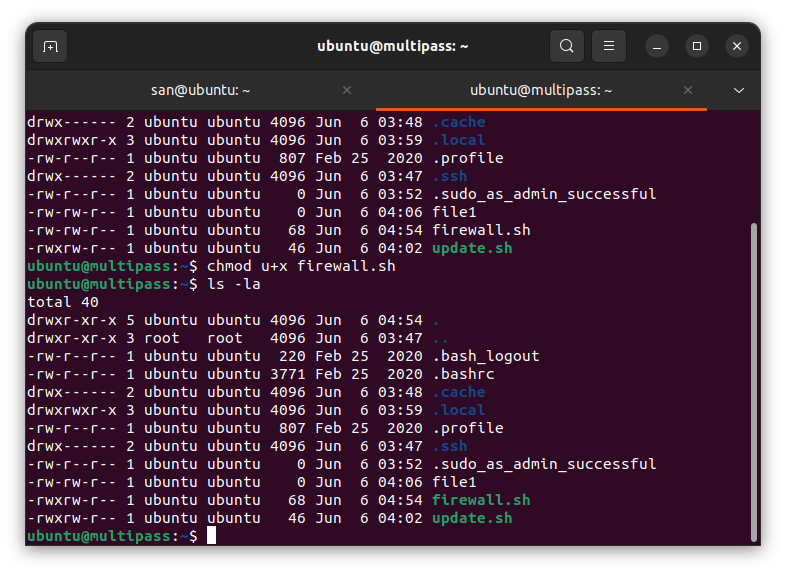 ubuntu@multipass: ~
san@ubuntu: ~
ubuntu@multipass: ~
drwx------ 2 ubuntu ubuntu 4096 Jun  6 03:48 .cache
drwxrwxr-x 3 ubuntu ubuntu 4096 Jun  6 03:59 .local
-rw-r--r-- 1 ubuntu ubuntu  807 Feb 25  2020 .profile
drwx------ 2 ubuntu ubuntu 4096 Jun  6 03:47 .ssh
-rw-r--r-- 1 ubuntu ubuntu    0 Jun  6 03:52 .sudo_as_admin_successful
-rw-rw-r-- 1 ubuntu ubuntu    0 Jun  6 04:06 file1
-rw-rw-r-- 1 ubuntu ubuntu   68 Jun  6 04:54 firewall.sh
-rwxrw-r-- 1 ubuntu ubuntu   46 Jun  6 04:02 update.sh
ubuntu@multipass:~$ chmod u+x firewall.sh
ubuntu@multipass:~$ ls -la
total 40
drwxr-xr-x 5 ubuntu ubuntu 4096 Jun  6 04:54 .
drwxr-xr-x 3 root   root   4096 Jun  6 03:47 ..
-rw-r--r-- 1 ubuntu ubuntu  220 Feb 25  2020 .bash_logout
-rw-r--r-- 1 ubuntu ubuntu 3771 Feb 25  2020 .bashrc
drwx------ 2 ubuntu ubuntu 4096 Jun  6 03:48 .cache
drwxrwxr-x 3 ubuntu ubuntu 4096 Jun  6 03:59 .local
-rw-r--r-- 1 ubuntu ubuntu  807 Feb 25  2020 .profile
drwx------ 2 ubuntu ubuntu 4096 Jun  6 03:47 .ssh
-rw-r--r-- 1 ubuntu ubuntu    0 Jun  6 03:52 .sudo_as_admin_successful
-rw-rw-r-- 1 ubuntu ubuntu    0 Jun  6 04:06 file1
-rwxrw-r-- 1 ubuntu ubuntu   68 Jun  6 04:54 firewall.sh
-rwxrw-r-- 1 ubuntu ubuntu   46 Jun  6 04:02 update.sh
ubuntu@multipass:~$